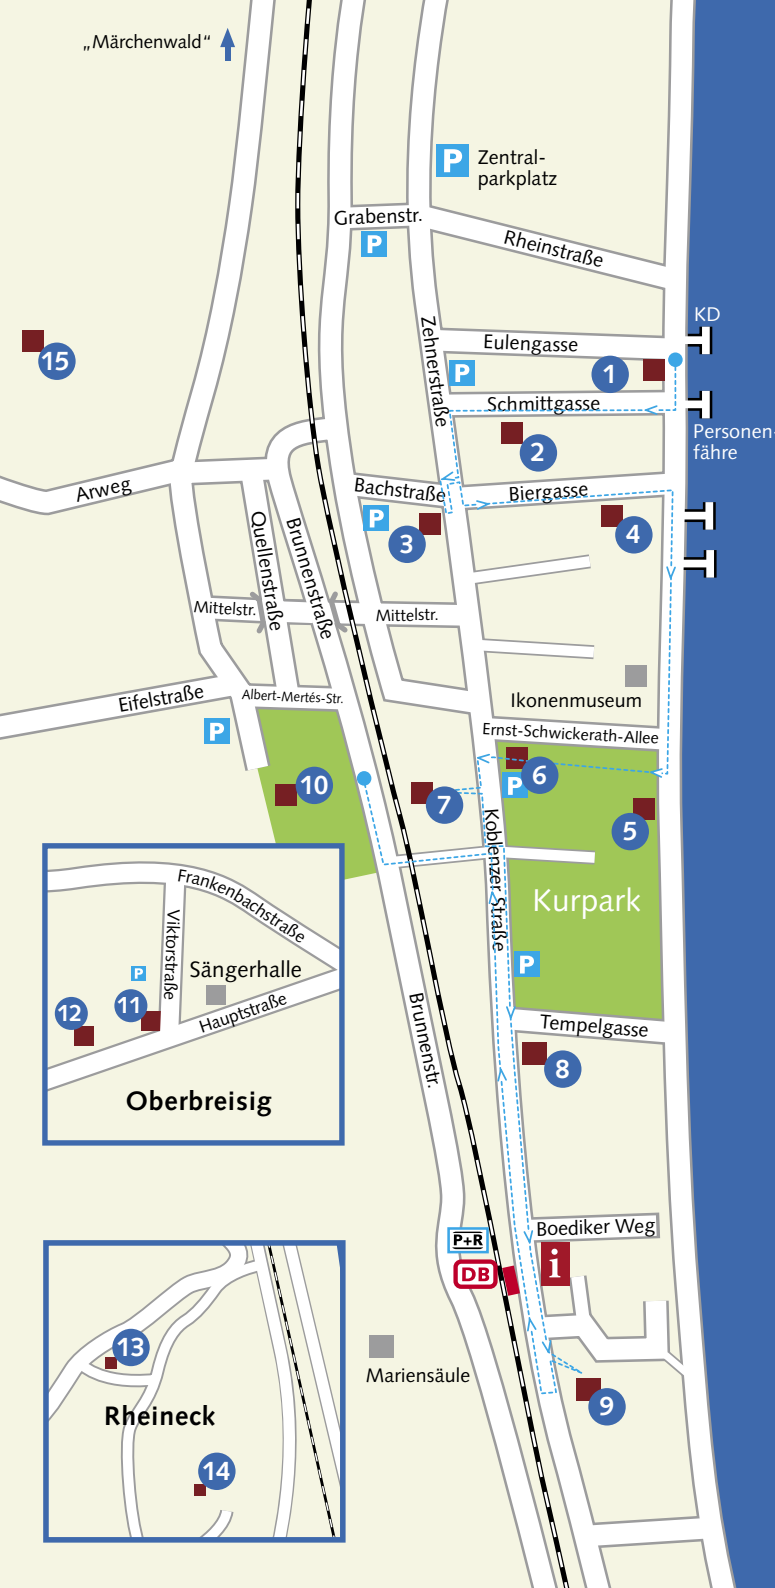 „Märchenwald“
P
Zentral-
parkplatz
Grabenstr.
P
Rheinstraße
KD
Zehnerstraße
Eulengasse
15
P
1
Schmittgasse
Personen-
fähre
2
Arweg
Bachstraße
Biergasse
P
3
4
Quellenstraße
Brunnenstraße
Mittelstr.
Mittelstr.
Ikonenmuseum
Eifelstraße
Albert-Mertés-Str.
P
Ernst-Schwickerath-Allee
10
7
6
P
5
Koblenzer Straße
Kurpark
P
Frankenbachstraße
Viktorstraße
P
Sängerhalle
12
11
Hauptstraße
Oberbreisig
Brunnenstr.
Tempelgasse
8
Boediker Weg
P+R
i
DB
13
Mariensäule
Rheineck
9
14